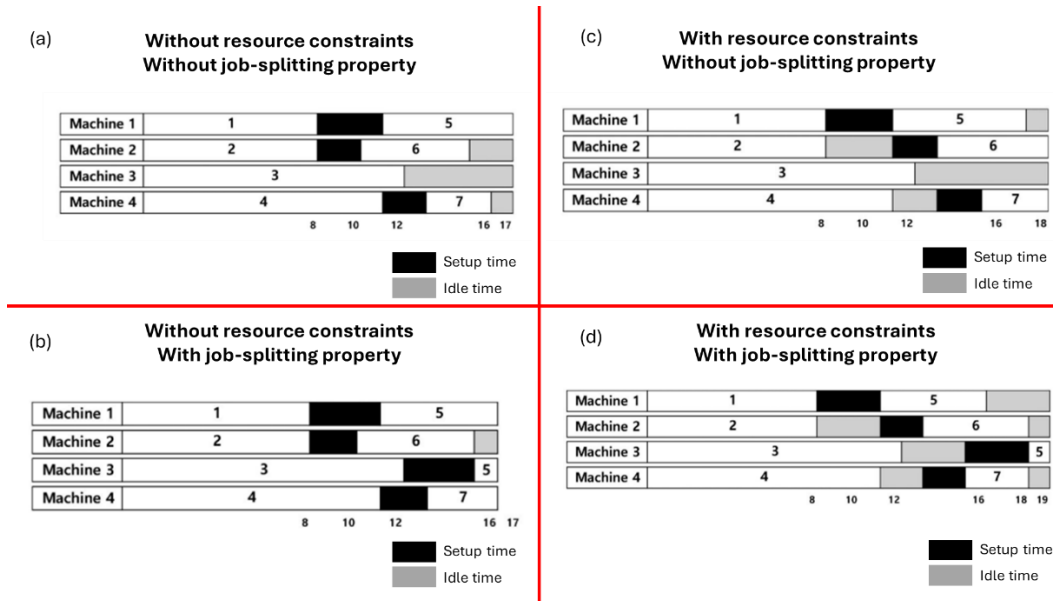 (a)
Without resource constraints
Without job-splitting property
Machine 1 1 5
Machine 2 2 6
Machine 3 3
Machine 4 4 7
8 10 12 16 17
Setup time
Idle time
(c)
With resource constraints
Without job-splitting property
Machine 1 1 5
Machine 2 2 6
Machine 3 3
Machine 4 4 7
8 10 12 16 18
Setup time
Idle time
(b)
Without resource constraints
With job-splitting property
Machine 1 1 5
Machine 2 2 6
Machine 3 3 5
Machine 4 4 7
8 10 12 16 17
Setup time
Idle time
(d)
With resource constraints
With job-splitting property
Machine 1 1 5
Machine 2 2 6
Machine 3 3 5
Machine 4 4 7
8 10 12 16 18 19
Setup time
Idle time